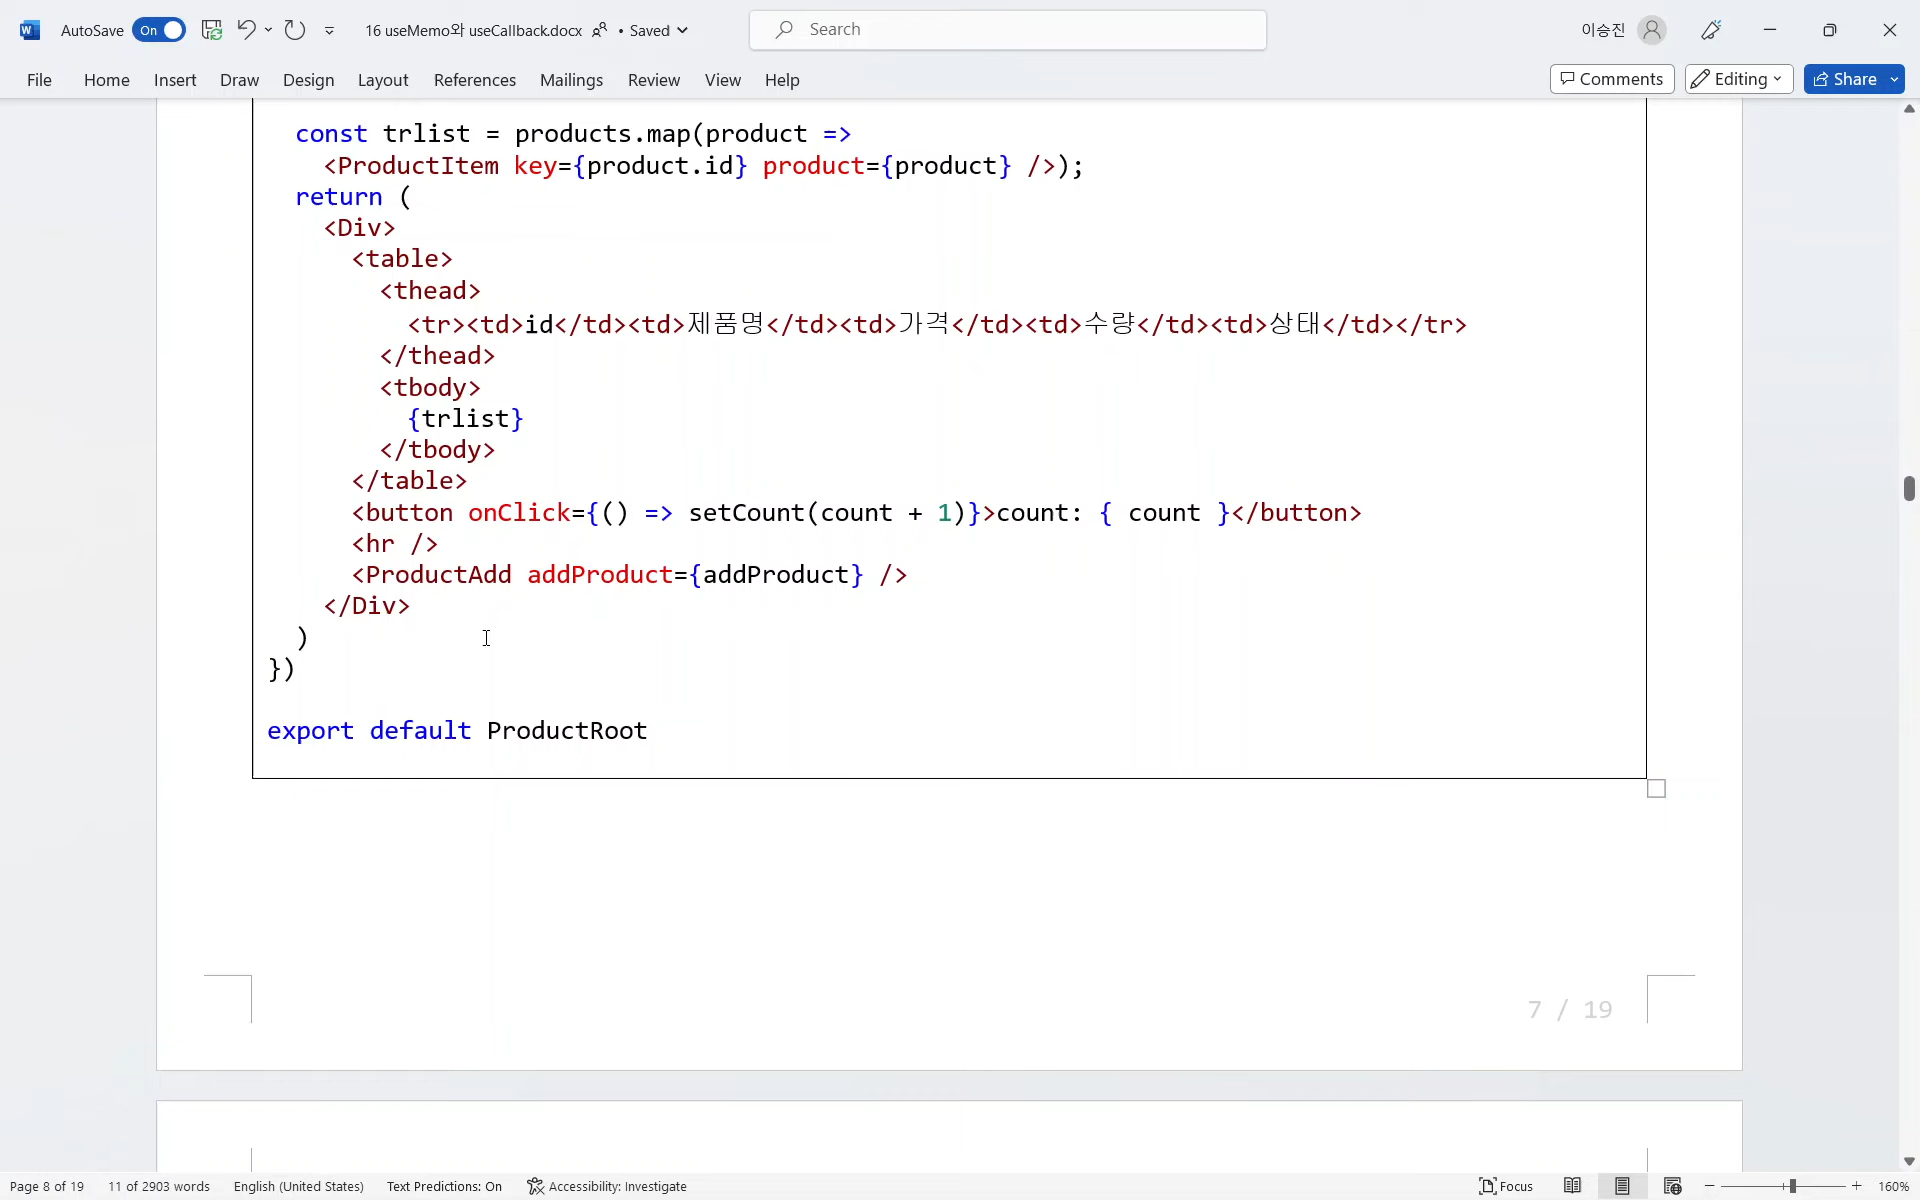 AutoSave On 16 useMemo와 useCallback.docx • Saved Search 이승진
File Home Insert Draw Design Layout References Mailings Review View Help Comments Editing Share
const trlist = products.map(product =>
<ProductItem key={product.id} product={product} />);
return (
<Div>
<table>
<thead>
<tr><td>id</td><td>제품명</td><td>가격</td><td>수량</td><td>상태</td></tr>
</thead>
<tbody>
{trlist}
</tbody>
</table>
<button onClick={() => setCount(count + 1)}>count: { count }</button>
<hr />
<ProductAdd addProduct={addProduct} />
</Div>
)
})
export default ProductRoot
7 / 19
Page 8 of 19 11 of 2903 words English (United States) Text Predictions: On Accessibility: Investigate Focus 160%